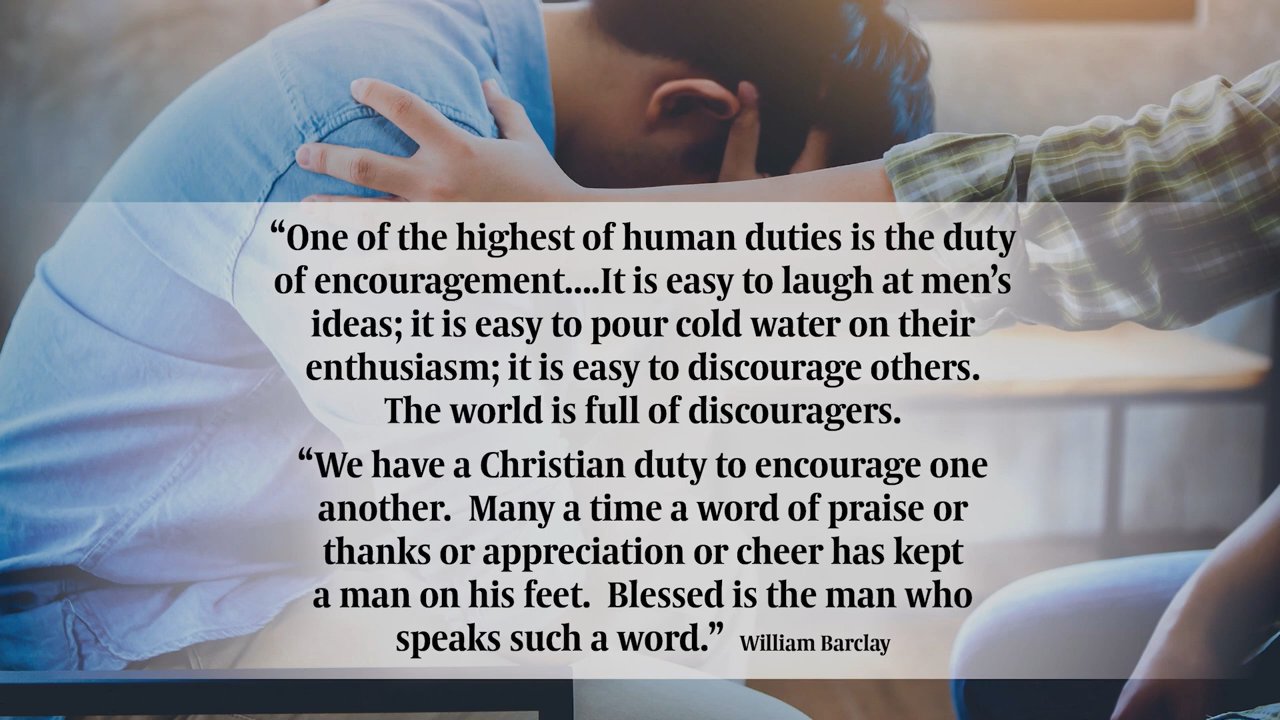 “One of the highest of human duties is the duty
of encouragement....It is easy to laugh at men’s
ideas; it is easy to pour cold water on their
enthusiasm; it is easy to discourage others.
The world is full of discouragers.
“We have a Christian duty to encourage one
another.  Many a time a word of praise or
thanks or appreciation or cheer has kept
a man on his feet.  Blessed is the man who
speaks such a word.”  William Barclay